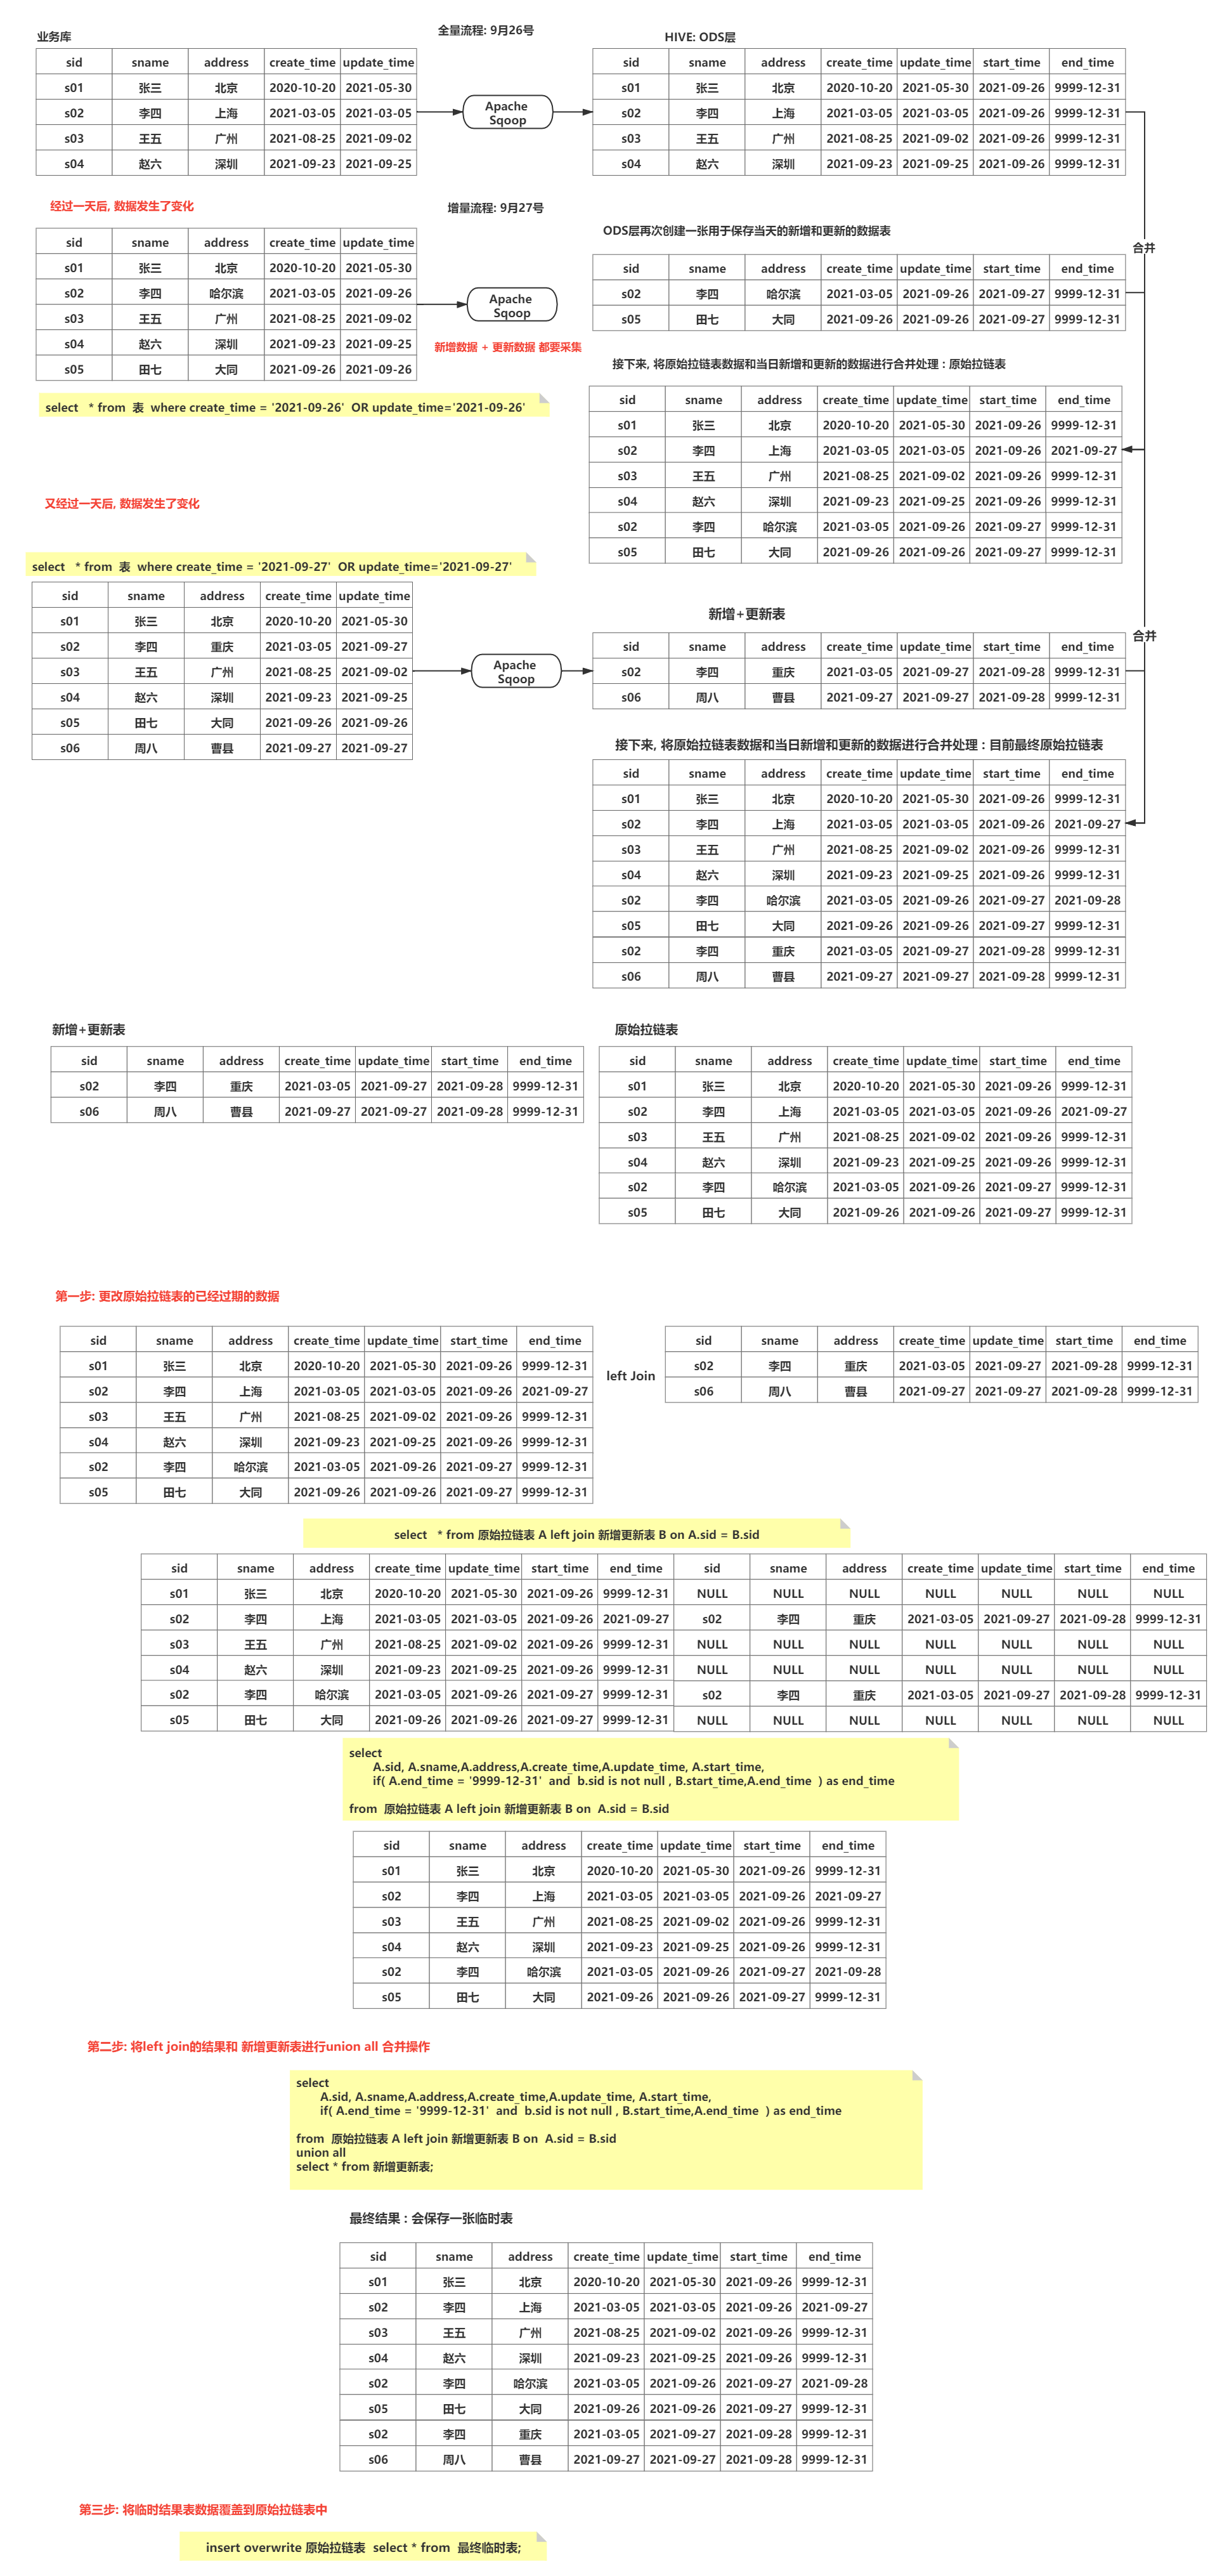 业务库
全量流程: 9月26号
HIVE: ODS层
sid sname address create_time update_time
s01 张三 北京 2020-10-20 2021-05-30
s02 李四 上海 2021-03-05 2021-03-05
s03 王五 广州 2021-08-25 2021-09-02
s04 赵六 深圳 2021-09-23 2021-09-25
Apache
Sqoop
sid sname address create_time update_time start_time end_time
s01 张三 北京 2020-10-20 2021-05-30 2021-09-26 9999-12-31
s02 李四 上海 2021-03-05 2021-03-05 2021-09-26 9999-12-31
s03 王五 广州 2021-08-25 2021-09-02 2021-09-26 9999-12-31
s04 赵六 深圳 2021-09-23 2021-09-25 2021-09-26 9999-12-31
经过一天后, 数据发生了变化
增量流程: 9月27号
sid sname address create_time update_time
s01 张三 北京 2020-10-20 2021-05-30
s02 李四 哈尔滨 2021-03-05 2021-09-26
s03 王五 广州 2021-08-25 2021-09-02
s04 赵六 深圳 2021-09-23 2021-09-25
s05 田七 大同 2021-09-26 2021-09-26
Apache
Sqoop
新增数据 + 更新数据 都要采集
select * from 表 where create_time = '2021-09-26' OR update_time='2021-09-26'
ODS层再次创建一张用于保存当天的新增和更新的数据表
合并
sid sname address create_time update_time start_time end_time
s02 李四 哈尔滨 2021-03-05 2021-09-26 2021-09-27 9999-12-31
s05 田七 大同 2021-09-26 2021-09-26 2021-09-27 9999-12-31
接下来, 将原始拉链表数据和当日新增和更新的数据进行合并处理 : 原始拉链表
sid sname address create_time update_time start_time end_time
s01 张三 北京 2020-10-20 2021-05-30 2021-09-26 9999-12-31
s02 李四 上海 2021-03-05 2021-03-05 2021-09-26 2021-09-27
s03 王五 广州 2021-08-25 2021-09-02 2021-09-26 9999-12-31
s04 赵六 深圳 2021-09-23 2021-09-25 2021-09-26 9999-12-31
s02 李四 哈尔滨 2021-03-05 2021-09-26 2021-09-27 9999-12-31
s05 田七 大同 2021-09-26 2021-09-26 2021-09-27 9999-12-31
又经过一天后, 数据发生了变化
select * from 表 where create_time = '2021-09-27' OR update_time='2021-09-27'
sid sname address create_time update_time
s01 张三 北京 2020-10-20 2021-05-30
s02 李四 重庆 2021-03-05 2021-09-27
s03 王五 广州 2021-08-25 2021-09-02
s04 赵六 深圳 2021-09-23 2021-09-25
s05 田七 大同 2021-09-26 2021-09-26
s06 周八 曹县 2021-09-27 2021-09-27
Apache
Sqoop
新增+更新表
合并
sid sname address create_time update_time start_time end_time
s02 李四 重庆 2021-03-05 2021-09-27 2021-09-28 9999-12-31
s06 周八 曹县 2021-09-27 2021-09-27 2021-09-28 9999-12-31
接下来, 将原始拉链表数据和当日新增和更新的数据进行合并处理 : 目前最终原始拉链表
sid sname address create_time update_time start_time end_time
s01 张三 北京 2020-10-20 2021-05-30 2021-09-26 9999-12-31
s02 李四 上海 2021-03-05 2021-03-05 2021-09-26 2021-09-27
s03 王五 广州 2021-08-25 2021-09-02 2021-09-26 9999-12-31
s04 赵六 深圳 2021-09-23 2021-09-25 2021-09-26 9999-12-31
s02 李四 哈尔滨 2021-03-05 2021-09-26 2021-09-27 2021-09-28
s05 田七 大同 2021-09-26 2021-09-26 2021-09-27 9999-12-31
s02 李四 重庆 2021-03-05 2021-09-27 2021-09-28 9999-12-31
s06 周八 曹县 2021-09-27 2021-09-27 2021-09-28 9999-12-31
新增+更新表
sid sname address create_time update_time start_time end_time
s02 李四 重庆 2021-03-05 2021-09-27 2021-09-28 9999-12-31
s06 周八 曹县 2021-09-27 2021-09-27 2021-09-28 9999-12-31
原始拉链表
sid sname address create_time update_time start_time end_time
s01 张三 北京 2020-10-20 2021-05-30 2021-09-26 9999-12-31
s02 李四 上海 2021-03-05 2021-03-05 2021-09-26 2021-09-27
s03 王五 广州 2021-08-25 2021-09-02 2021-09-26 9999-12-31
s04 赵六 深圳 2021-09-23 2021-09-25 2021-09-26 9999-12-31
s02 李四 哈尔滨 2021-03-05 2021-09-26 2021-09-27 9999-12-31
s05 田七 大同 2021-09-26 2021-09-26 2021-09-27 9999-12-31
第一步: 更改原始拉链表的已经过期的数据
sid sname address create_time update_time start_time end_time
s01 张三 北京 2020-10-20 2021-05-30 2021-09-26 9999-12-31
s02 李四 上海 2021-03-05 2021-03-05 2021-09-26 2021-09-27
s03 王五 广州 2021-08-25 2021-09-02 2021-09-26 9999-12-31
s04 赵六 深圳 2021-09-23 2021-09-25 2021-09-26 9999-12-31
s02 李四 哈尔滨 2021-03-05 2021-09-26 2021-09-27 9999-12-31
s05 田七 大同 2021-09-26 2021-09-26 2021-09-27 9999-12-31
left Join
sid sname address create_time update_time start_time end_time
s02 李四 重庆 2021-03-05 2021-09-27 2021-09-28 9999-12-31
s06 周八 曹县 2021-09-27 2021-09-27 2021-09-28 9999-12-31
select * from 原始拉链表 A left join 新增更新表 B on A.sid = B.sid
sid sname address create_time update_time start_time end_time sid sname address create_time update_time start_time end_time
s01 张三 北京 2020-10-20 2021-05-30 2021-09-26 9999-12-31 NULL NULL NULL NULL NULL NULL NULL
s02 李四 上海 2021-03-05 2021-03-05 2021-09-26 2021-09-27 s02 李四 重庆 2021-03-05 2021-09-27 2021-09-28 9999-12-31
s03 王五 广州 2021-08-25 2021-09-02 2021-09-26 9999-12-31 NULL NULL NULL NULL NULL NULL NULL
s04 赵六 深圳 2021-09-23 2021-09-25 2021-09-26 9999-12-31 NULL NULL NULL NULL NULL NULL NULL
s02 李四 哈尔滨 2021-03-05 2021-09-26 2021-09-27 9999-12-31 s02 李四 重庆 2021-03-05 2021-09-27 2021-09-28 9999-12-31
s05 田七 大同 2021-09-26 2021-09-26 2021-09-27 9999-12-31 NULL NULL NULL NULL NULL NULL NULL
select
A.sid, A.sname,A.address,A.create_time,A.update_time, A.start_time,
if( A.end_time = '9999-12-31' and b.sid is not null , B.start_time,A.end_time ) as end_time
from 原始拉链表 A left join 新增更新表 B on A.sid = B.sid
sid sname address create_time update_time start_time end_time
s01 张三 北京 2020-10-20 2021-05-30 2021-09-26 9999-12-31
s02 李四 上海 2021-03-05 2021-03-05 2021-09-26 2021-09-27
s03 王五 广州 2021-08-25 2021-09-02 2021-09-26 9999-12-31
s04 赵六 深圳 2021-09-23 2021-09-25 2021-09-26 9999-12-31
s02 李四 哈尔滨 2021-03-05 2021-09-26 2021-09-27 2021-09-28
s05 田七 大同 2021-09-26 2021-09-26 2021-09-27 9999-12-31
第二步: 将left join的结果和 新增更新表进行union all 合并操作
select
A.sid, A.sname,A.address,A.create_time,A.update_time, A.start_time,
if( A.end_time = '9999-12-31' and b.sid is not null , B.start_time,A.end_time ) as end_time
from 原始拉链表 A left join 新增更新表 B on A.sid = B.sid
union all
select * from 新增更新表;
最终结果 : 会保存一张临时表
sid sname address create_time update_time start_time end_time
s01 张三 北京 2020-10-20 2021-05-30 2021-09-26 9999-12-31
s02 李四 上海 2021-03-05 2021-03-05 2021-09-26 2021-09-27
s03 王五 广州 2021-08-25 2021-09-02 2021-09-26 9999-12-31
s04 赵六 深圳 2021-09-23 2021-09-25 2021-09-26 9999-12-31
s02 李四 哈尔滨 2021-03-05 2021-09-26 2021-09-27 2021-09-28
s05 田七 大同 2021-09-26 2021-09-26 2021-09-27 9999-12-31
s02 李四 重庆 2021-03-05 2021-09-27 2021-09-28 9999-12-31
s06 周八 曹县 2021-09-27 2021-09-27 2021-09-28 9999-12-31
第三步: 将临时结果表数据覆盖到原始拉链表中
insert overwrite 原始拉链表 select * from 最终临时表;